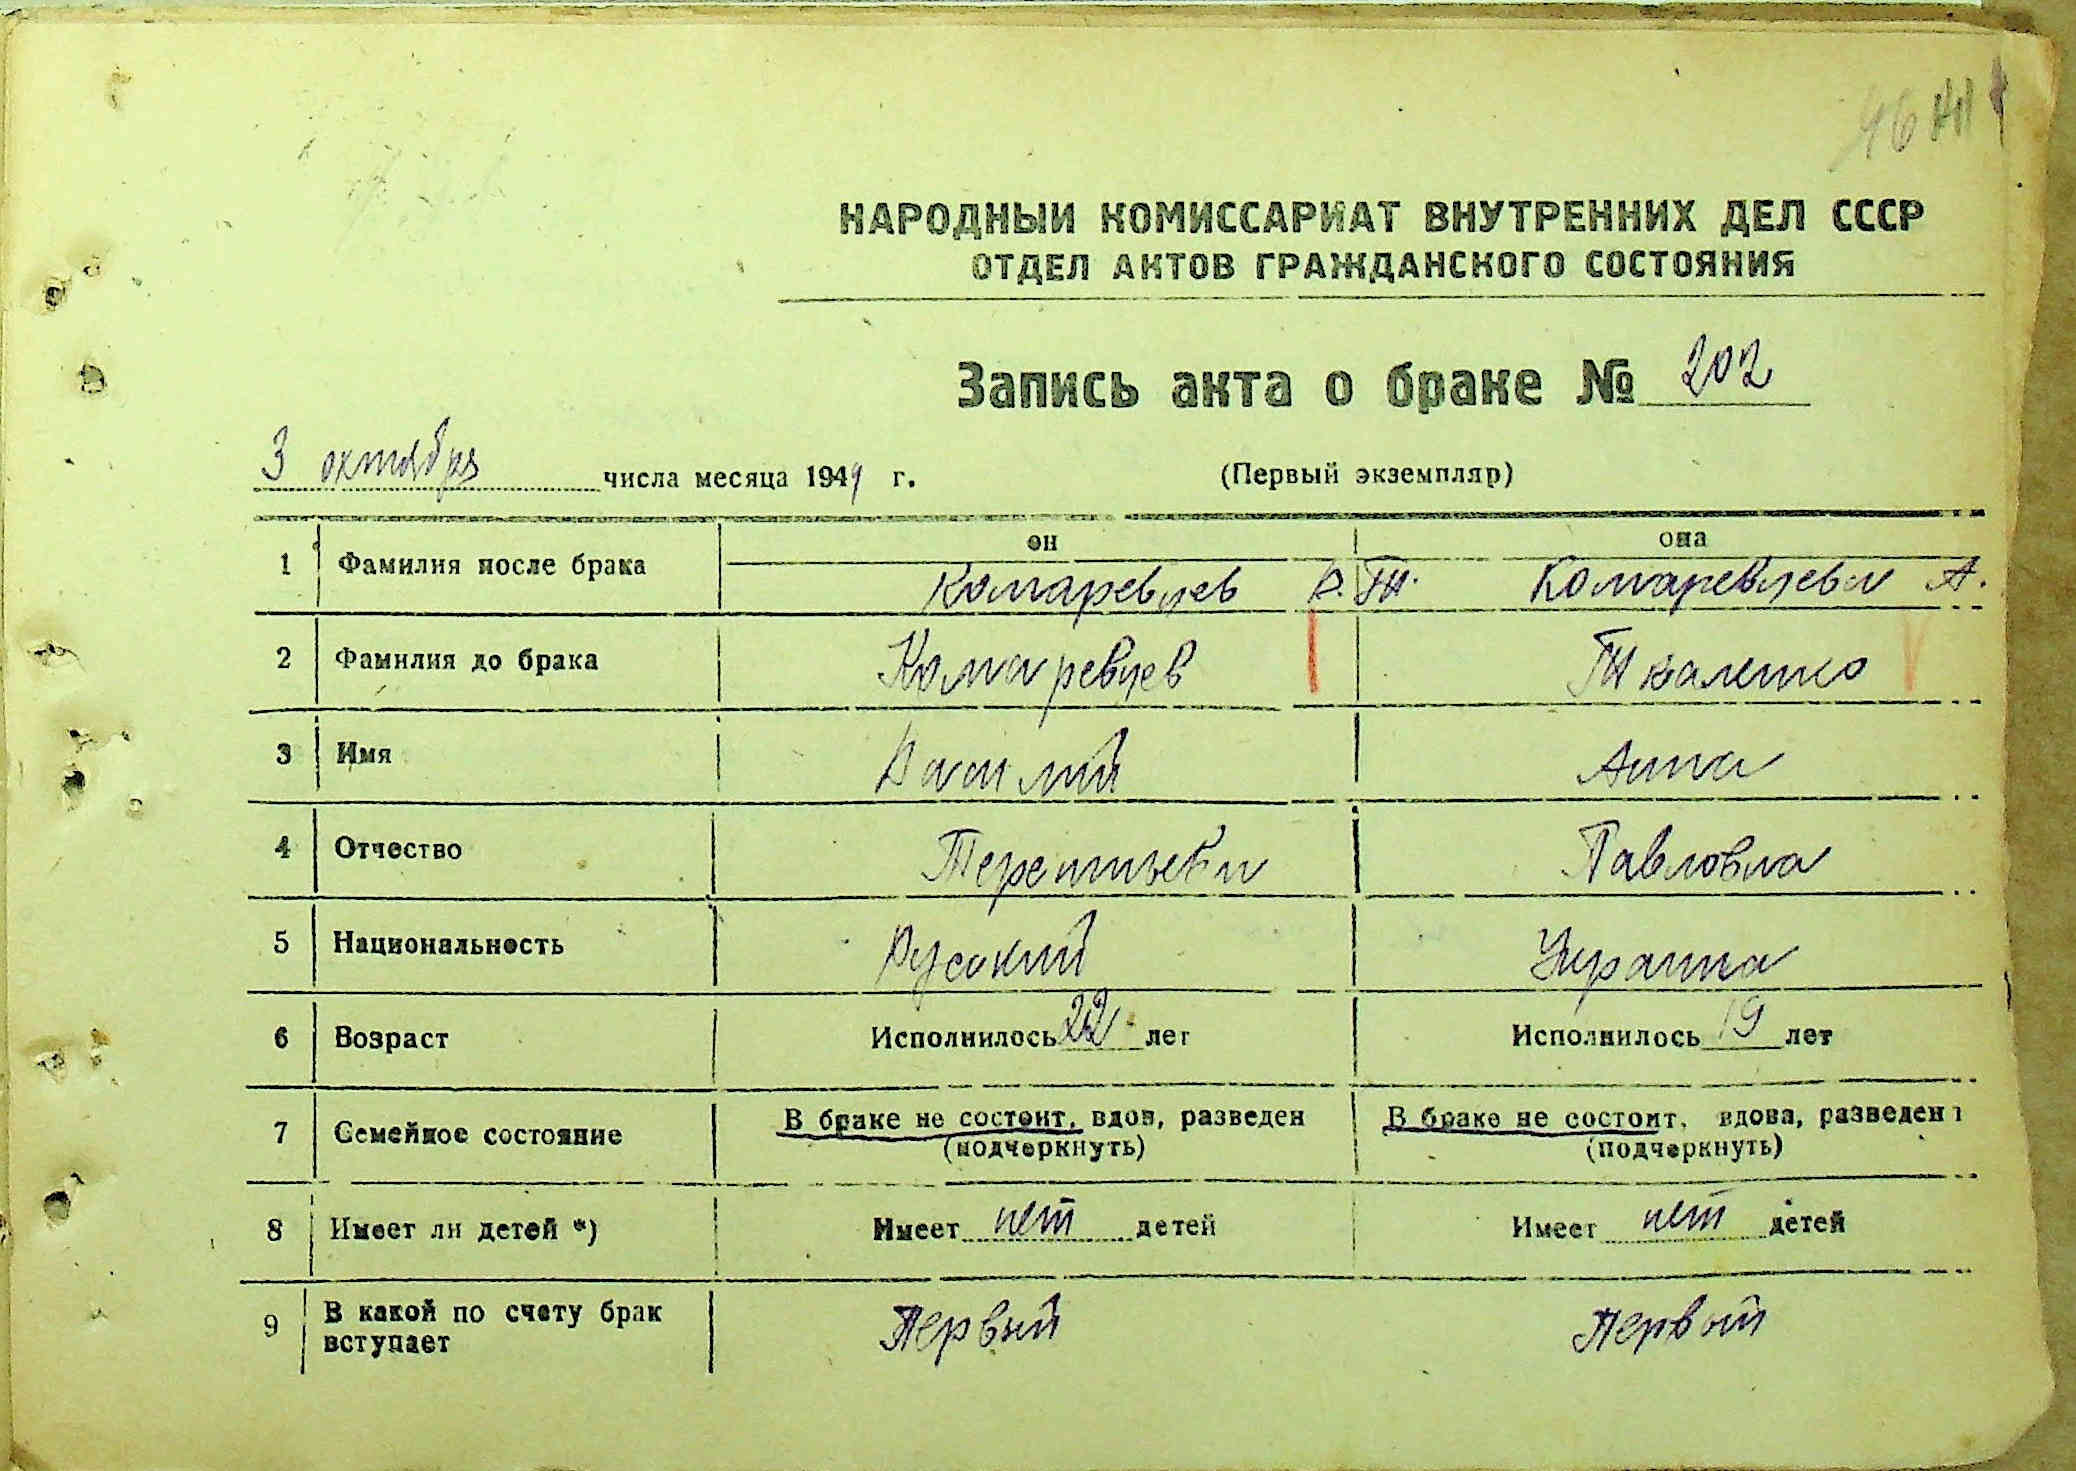 НАРОДНЫЙ КОМИССАРИАТ ВНУТРЕННИХ ДЕЛ СССР
ОТДЕЛ АКТОВ ГРАЖДАНСКОГО СОСТОЯНИЯ
Запись акта о браке № 202
3 октября числа месяца 1949 г. (Первый экземпляр)
он она
1 Фамилия после брака Комаревцев В. Т. Комаревцева А.
2 Фамилия до брака Комаревцев Ткаленко
3 Имя Василий Анна
4 Отчество Павловна
5 Национальность Русский Украинка
6 Возраст Исполнилось 22 лет Исполнилось 19 лет
7 Семейное состояние В браке не состоит, вдов, разведен В браке не состоит, вдова, разведена
(подчеркнуть) (подчеркнуть)
8 Имеет ли детей *) Имеет нет детей Имеет нет детей
9 В какой по счету брак Первый Первый
вступает